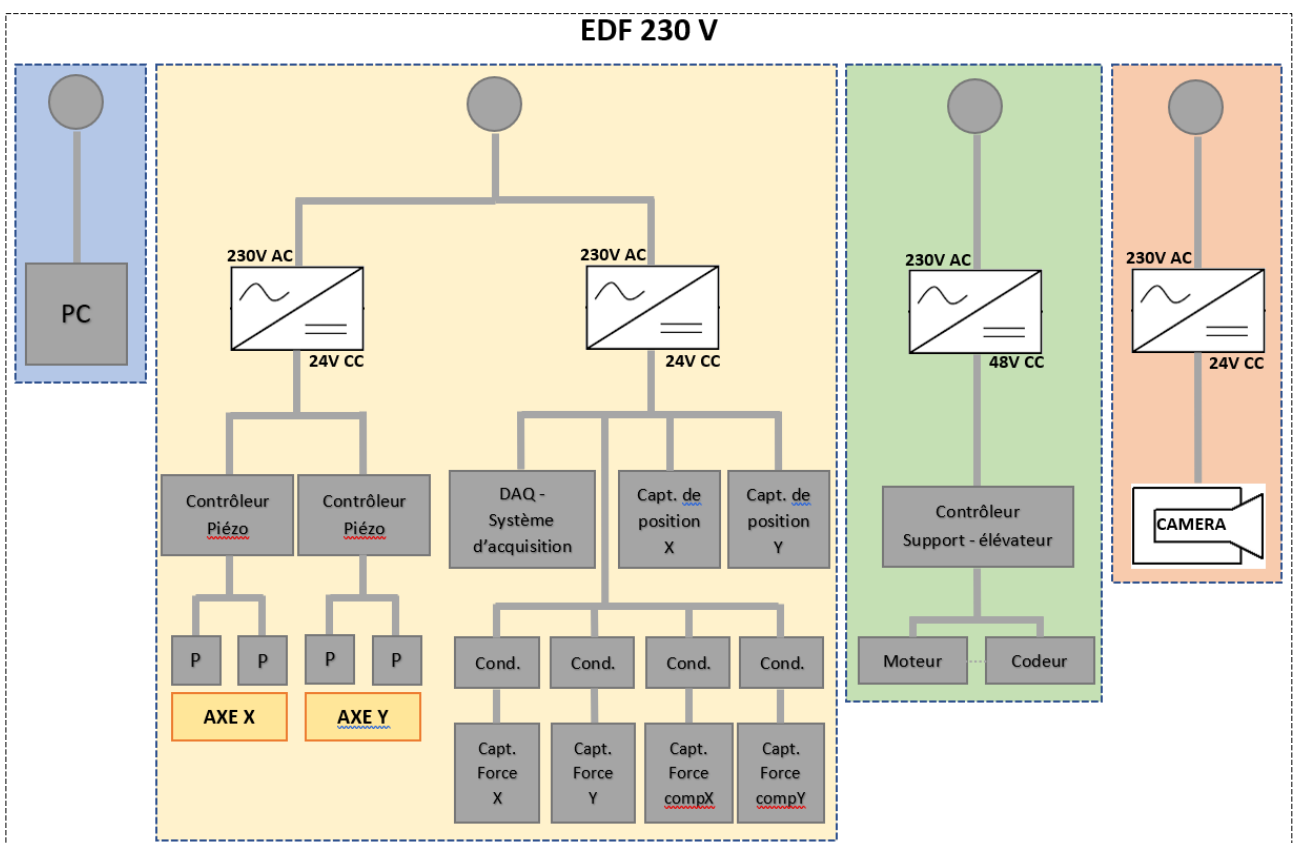 EDF 230 V
PC
230V AC
24V CC
230V AC
24V CC
Contrôleur
Piézo
Contrôleur
Piézo
P
P
P
P
AXE X
AXE Y
DAQ -
Système
d’acquisition
Capt. de
position
X
Capt. de
position
Y
Cond.
Cond.
Cond.
Cond.
Capt.
Force
X
Capt.
Force
Y
Capt.
Force
compX
Capt.
Force
compY
230V AC
48V CC
Contrôleur
Support - élévateur
Moteur
Codeur
230V AC
24V CC
CAMERA